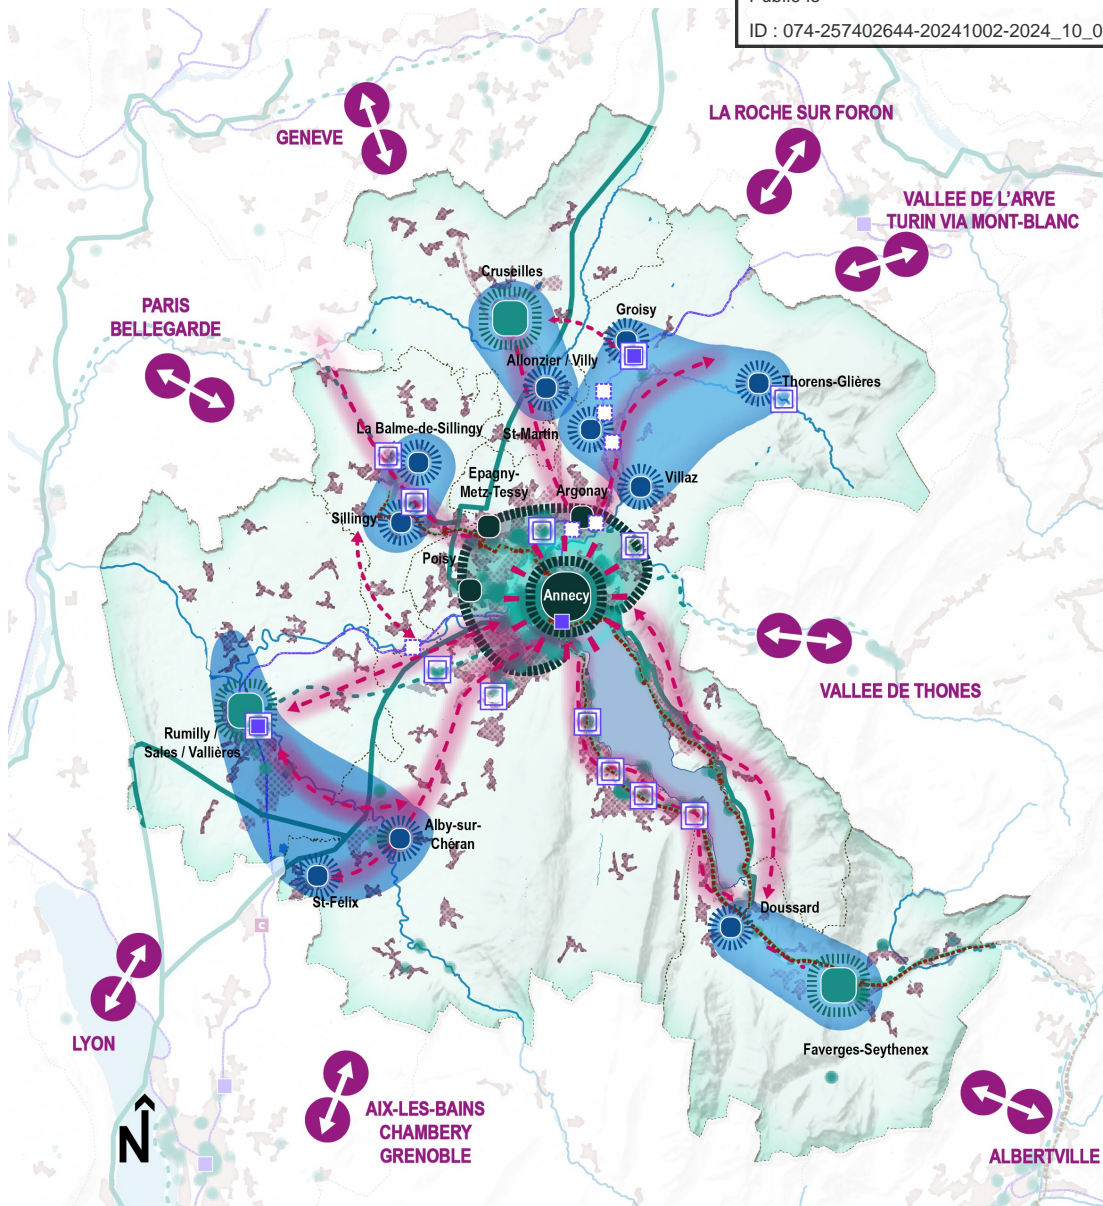 ID : 074-257402644-20241002-2024_10_0
LA ROCHE SUR FORON
GENEVE
VALLEE DE L'ARVE
TURIN VIA MONT-BLANC
Cruseilles
PARIS
BELLEGARDE
Groisy
Allonzier / Villy
Thorens-Glières
La Balme-de-Sillingy
St-Martin
Epagny-
Metz-Tessy
Argonay
Villaz
Sillingy
Poisy
Annecy
VALLEE DE THONES
Rumilly /
Sales / Vallières
Alby-sur-
Chéran
St-Félix
Doussard
C
LYON
Faverges-Seythenex
AIX-LES-BAINS
CHAMBERY
GRENOBLE
N
ALBERTVILLE